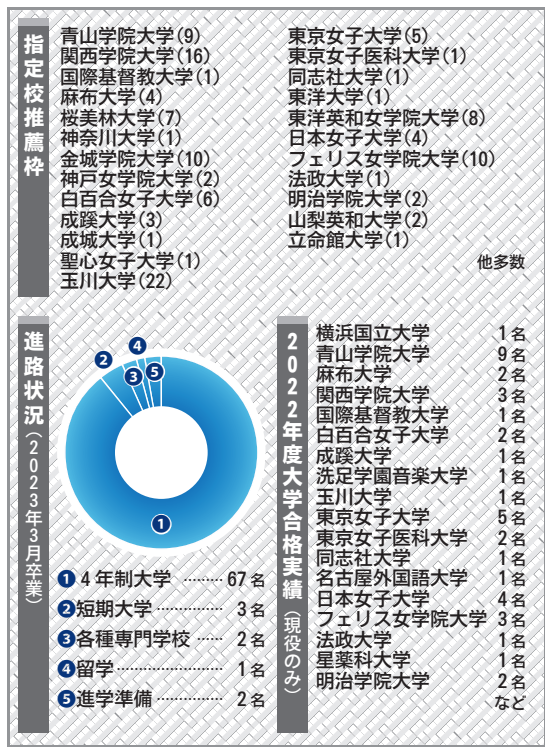 指定校推薦枠
青山学院大学(9)
関西学院大学(16)
国際基督教大学(1)
麻布大学(4)
桜美林大学(7)
神奈川大学(1)
金城学院大学(10)
神戸女学院大学(2)
白百合女子大学(6)
成蹊大学(3)
成城大学(1)
聖心女子大学(1)
玉川大学(22)
東京女子大学(5)
東京女子医科大学(1)
同志社大学(1)
東洋大学(1)
東洋英和女学院大学(8)
日本女子大学(4)
フェリス女学院大学(10)
法政大学(1)
明治学院大学(2)
山梨英和大学(2)
立命館大学(1)
他多数
進路状況(2023年3月卒業)
❷
❹
❸
❺
❶
❶4年制大学………67名
❷短期大学……………3名
❸各種専門学校……2名
❹留学…………………1名
❺進学準備……………2名
2022年度大学合格実績(現役のみ)
横浜国立大学 1名
青山学院大学 9名
麻布大学 2名
関西学院大学 3名
国際基督教大学 1名
白百合女子大学 2名
成蹊大学 1名
洗足学園音楽大学 1名
玉川大学 1名
東京女子大学 5名
東京女子医科大学 2名
同志社大学 1名
名古屋外国語大学 1名
日本女子大学 4名
フェリス女学院大学 3名
法政大学 1名
星薬科大学 1名
明治学院大学 2名
など